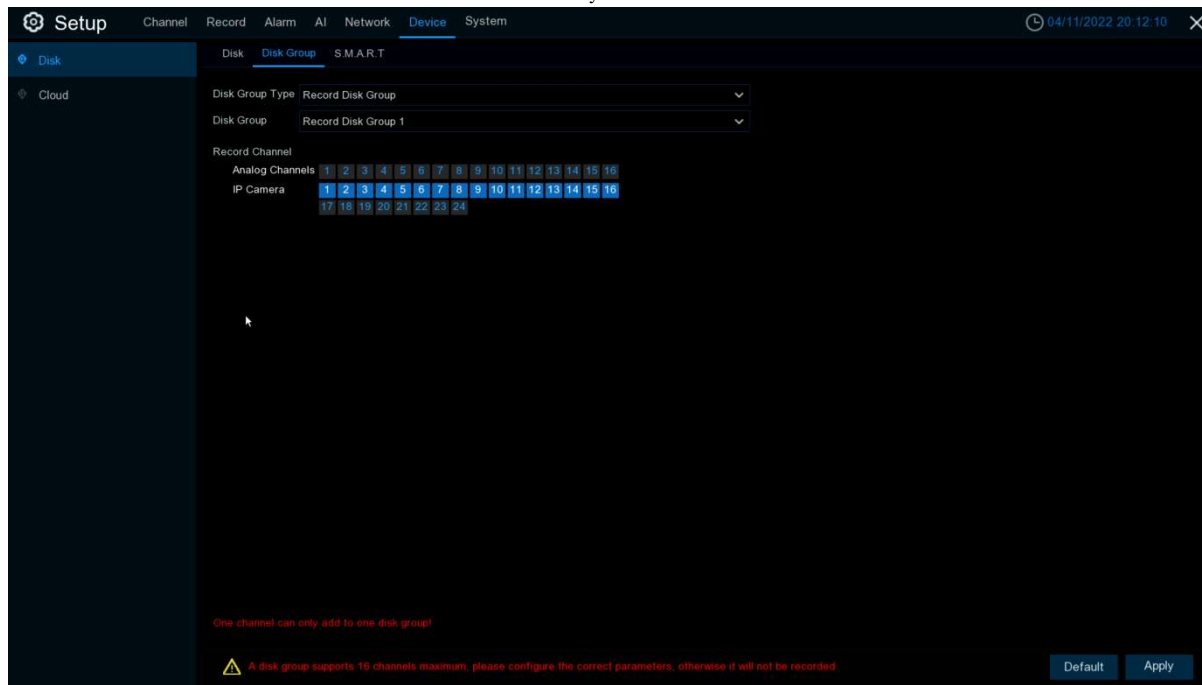 Setup Channel Record Alarm AI Network Device System 04/11/2022 20:12:10
Disk
Cloud
Disk Disk Group S.M.A.R.T
Disk Group Type Record Disk Group
Disk Group Record Disk Group 1
Record Channel
Analog Channels 1 2 3 4 5 6 7 8 9 10 11 12 13 14 15 16
IP Camera 1 2 3 4 5 6 7 8 9 10 11 12 13 14 15 16
17 18 19 20 21 22 23 24
One channel can only add to one disk group!
A disk group supports 16 channels maximum, please configure the correct parameters, otherwise it will not be recorded.
Default Apply